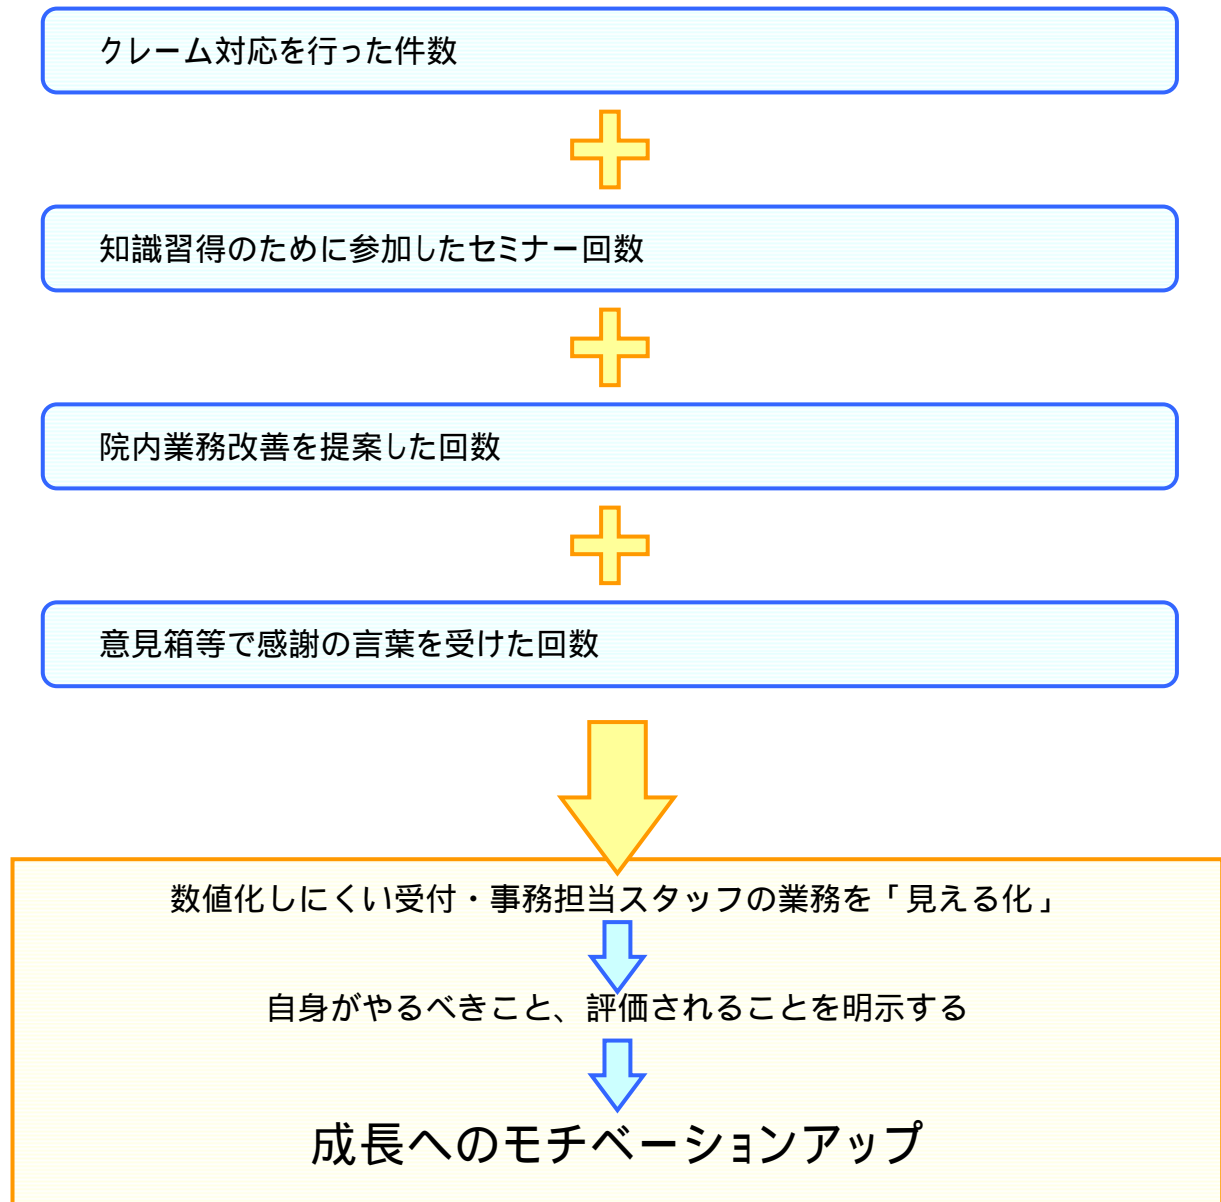 クレーム対応を行った件数
知識習得のために参加したセミナー回数
院内業務改善を提案した回数
意見箱等で感謝の言葉を受けた回数
数値化しにくい受付・事務担当スタッフの業務を「見える化」
自身がやるべきこと、評価されることを明示する
成長へのモチベーションアップ